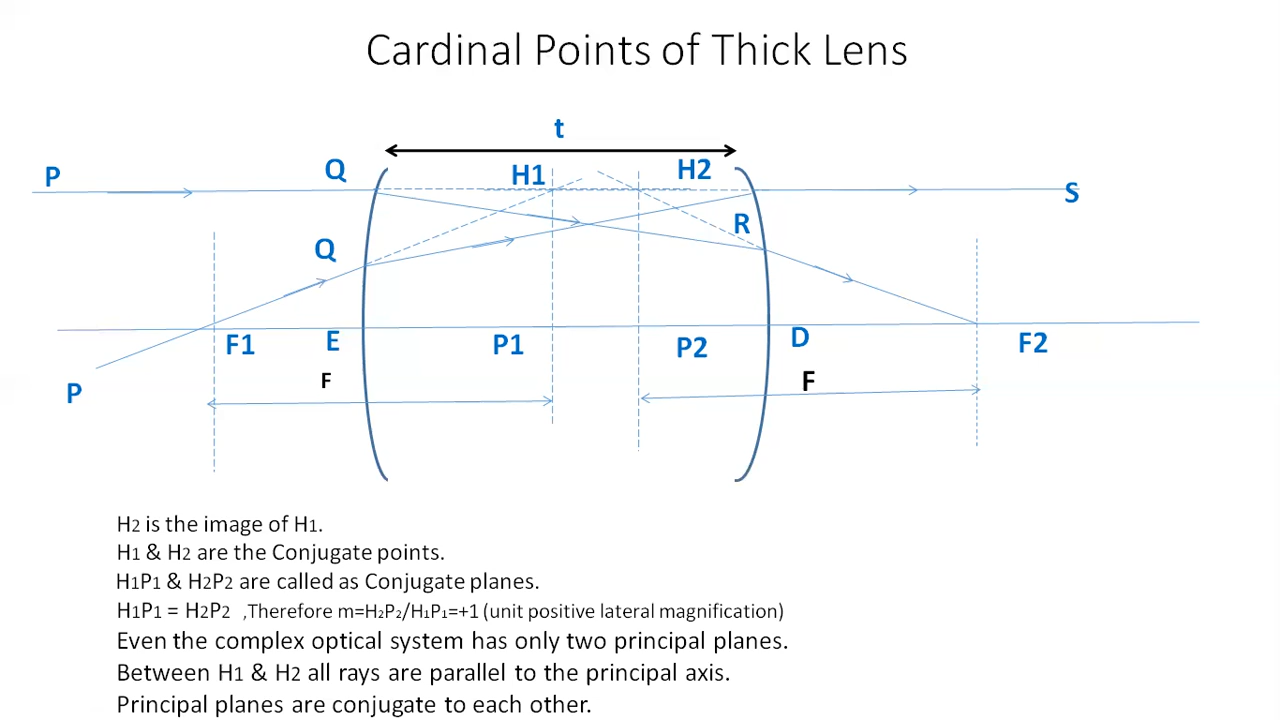 Cardinal Points of Thick Lens
t
P Q H1 H2 S
Q R
F1 E P1 P2 D F2
F F
P
H2 is the image of H1.
H1 & H2 are the Conjugate points.
H1P1 & H2P2 are called as Conjugate planes.
H1P1 = H2P2 ,Therefore m=H₂P₂/H₁P₁=+1 (unit positive lateral magnification)
Even the complex optical system has only two principal planes.
Between H1 & H2 all rays are parallel to the principal axis.
Principal planes are conjugate to each other.